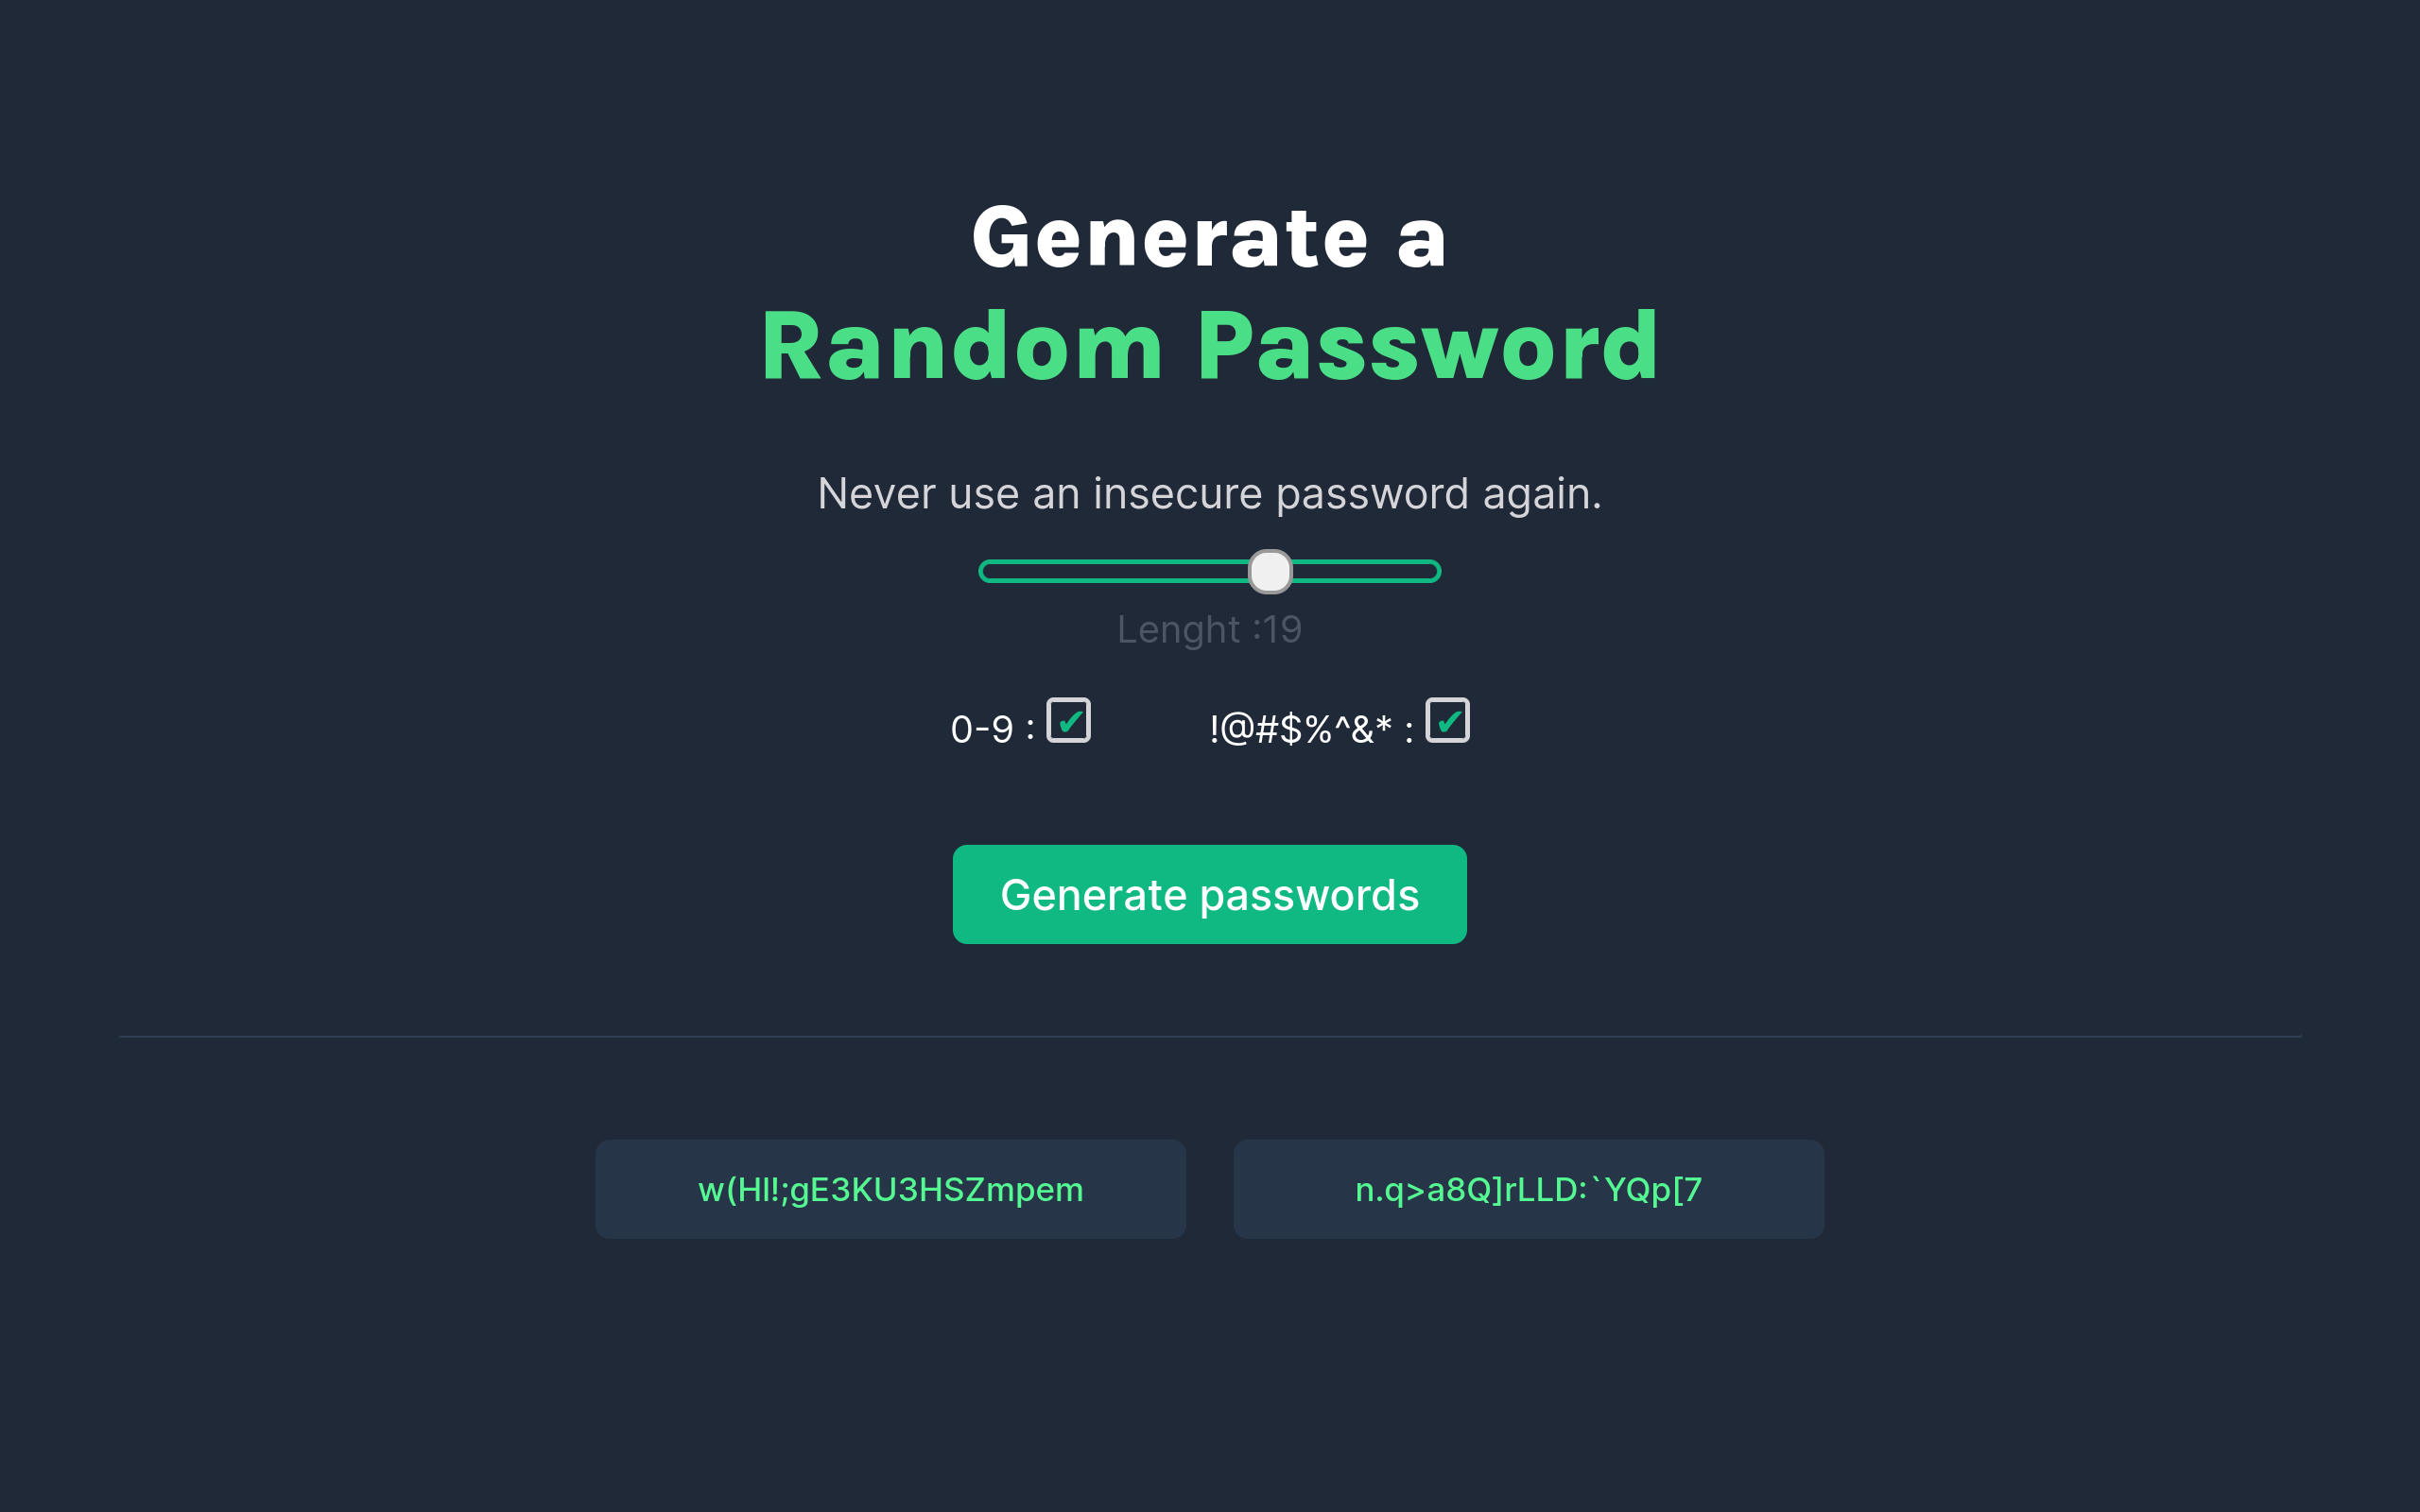 Generate a
Random Password
Never use an insecure password again.
Lenght :19
0-9 : ✔ !@#$%^&* : ✔
Generate passwords
w(HI!;gE3KU3HSZmpem n.q>a8Q]rLLD:`YQp[7